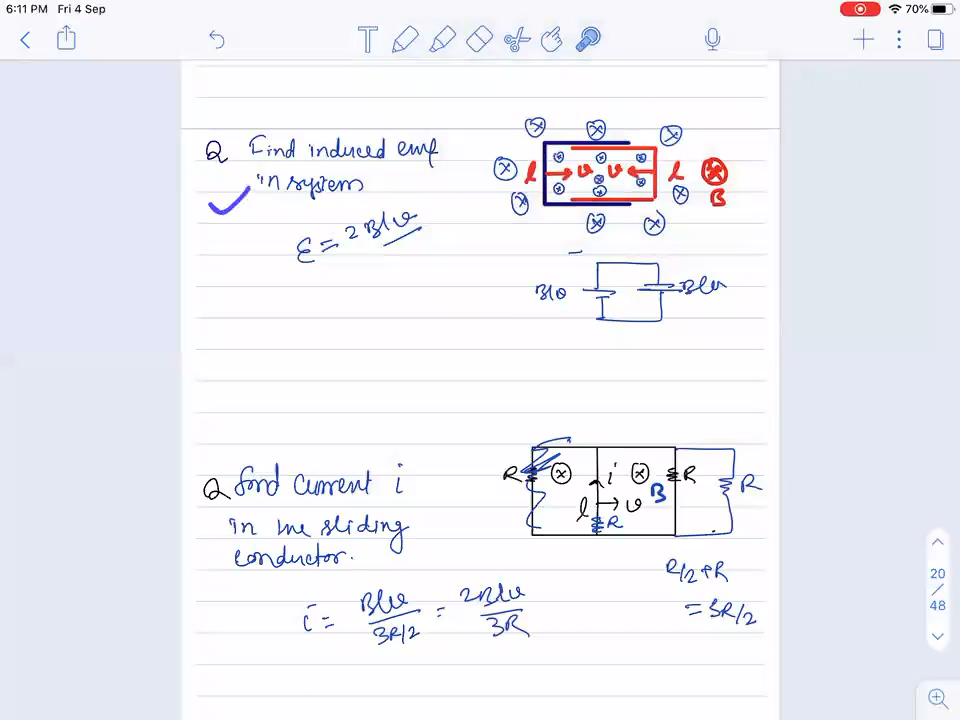 6:11 PM Fri 4 Sep
70%
Q Find induced emf
in system
ε = 2Blv
l v v l
B
Blv
Blv
Q Find Current i
in the sliding
conductor.
R i R R
l v B
R
R/2 + R
= 3R/2
i = Blv / 3R/2 = 2Blv / 3R
20
/
48